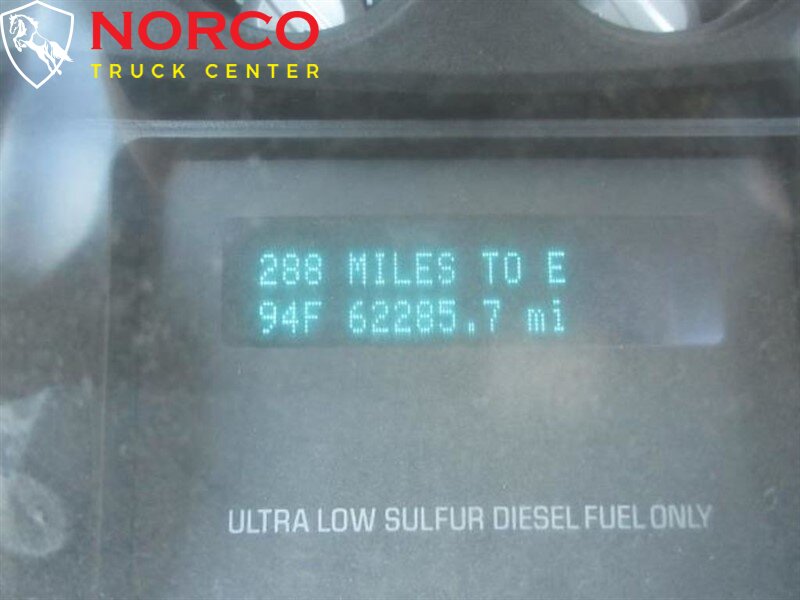 NORCO
TRUCK CENTER
288 MILES TO E
94F 62285.7 mi
ULTRA LOW SULFUR DIESEL FUEL ONLY